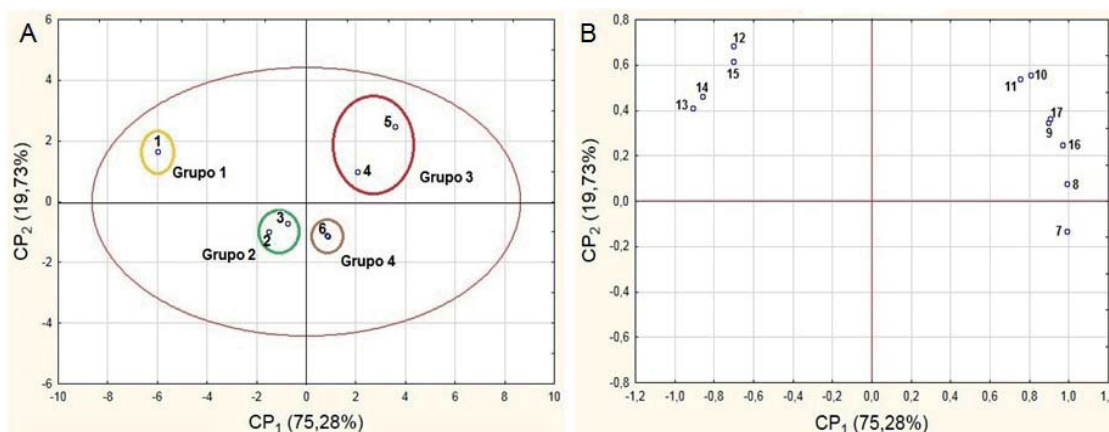 A
6
4
2
0
-2
-4
-6
CP2 (19,73%)
1
Grupo 1
5
4
Grupo 3
3
2
Grupo 2
6
Grupo 4
-10 -8 -6 -4 -2 0 2 4 6 8 10
CP1 (75,28%)
B
0,8
0,6
0,4
0,2
0,0
-0,2
-0,4
-0,6
-0,8
CP2 (19,73%)
12
15
14
13
11 10
17
9
16
8
7
-1,2 -1,0 -0,8 -0,6 -0,4 -0,2 0,0 0,2 0,4 0,6 0,8 1,0 1,2
CP1 (75,28%)